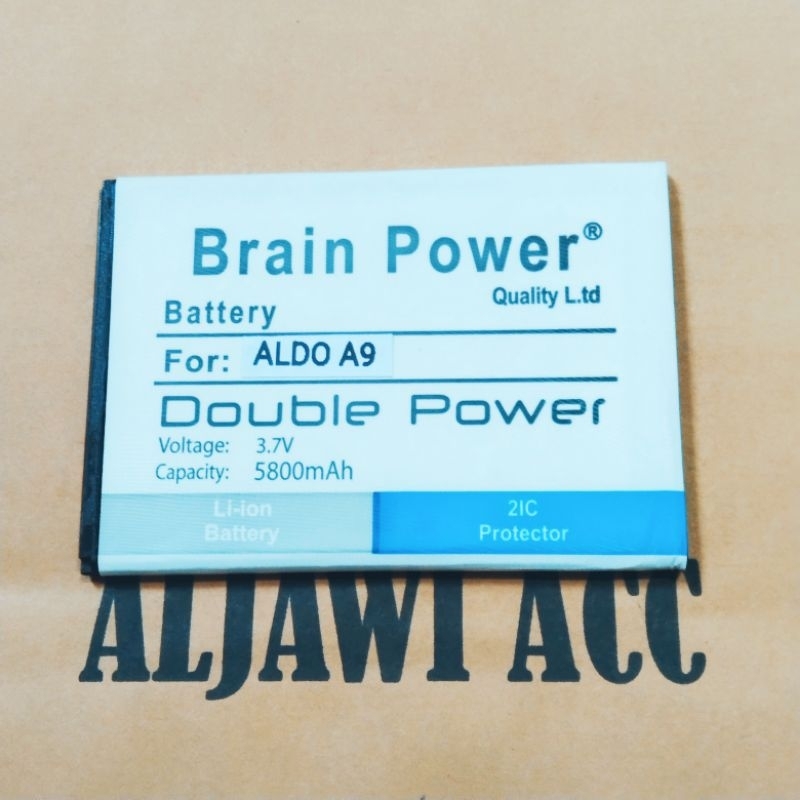 Brain Power®
Quality L.td
Battery
For: ALDO A9
Double Power
Voltage: 3.7V
Capacity: 5800mAh
Li-ion
Battery
2IC
Protector
ALJAWI ACC